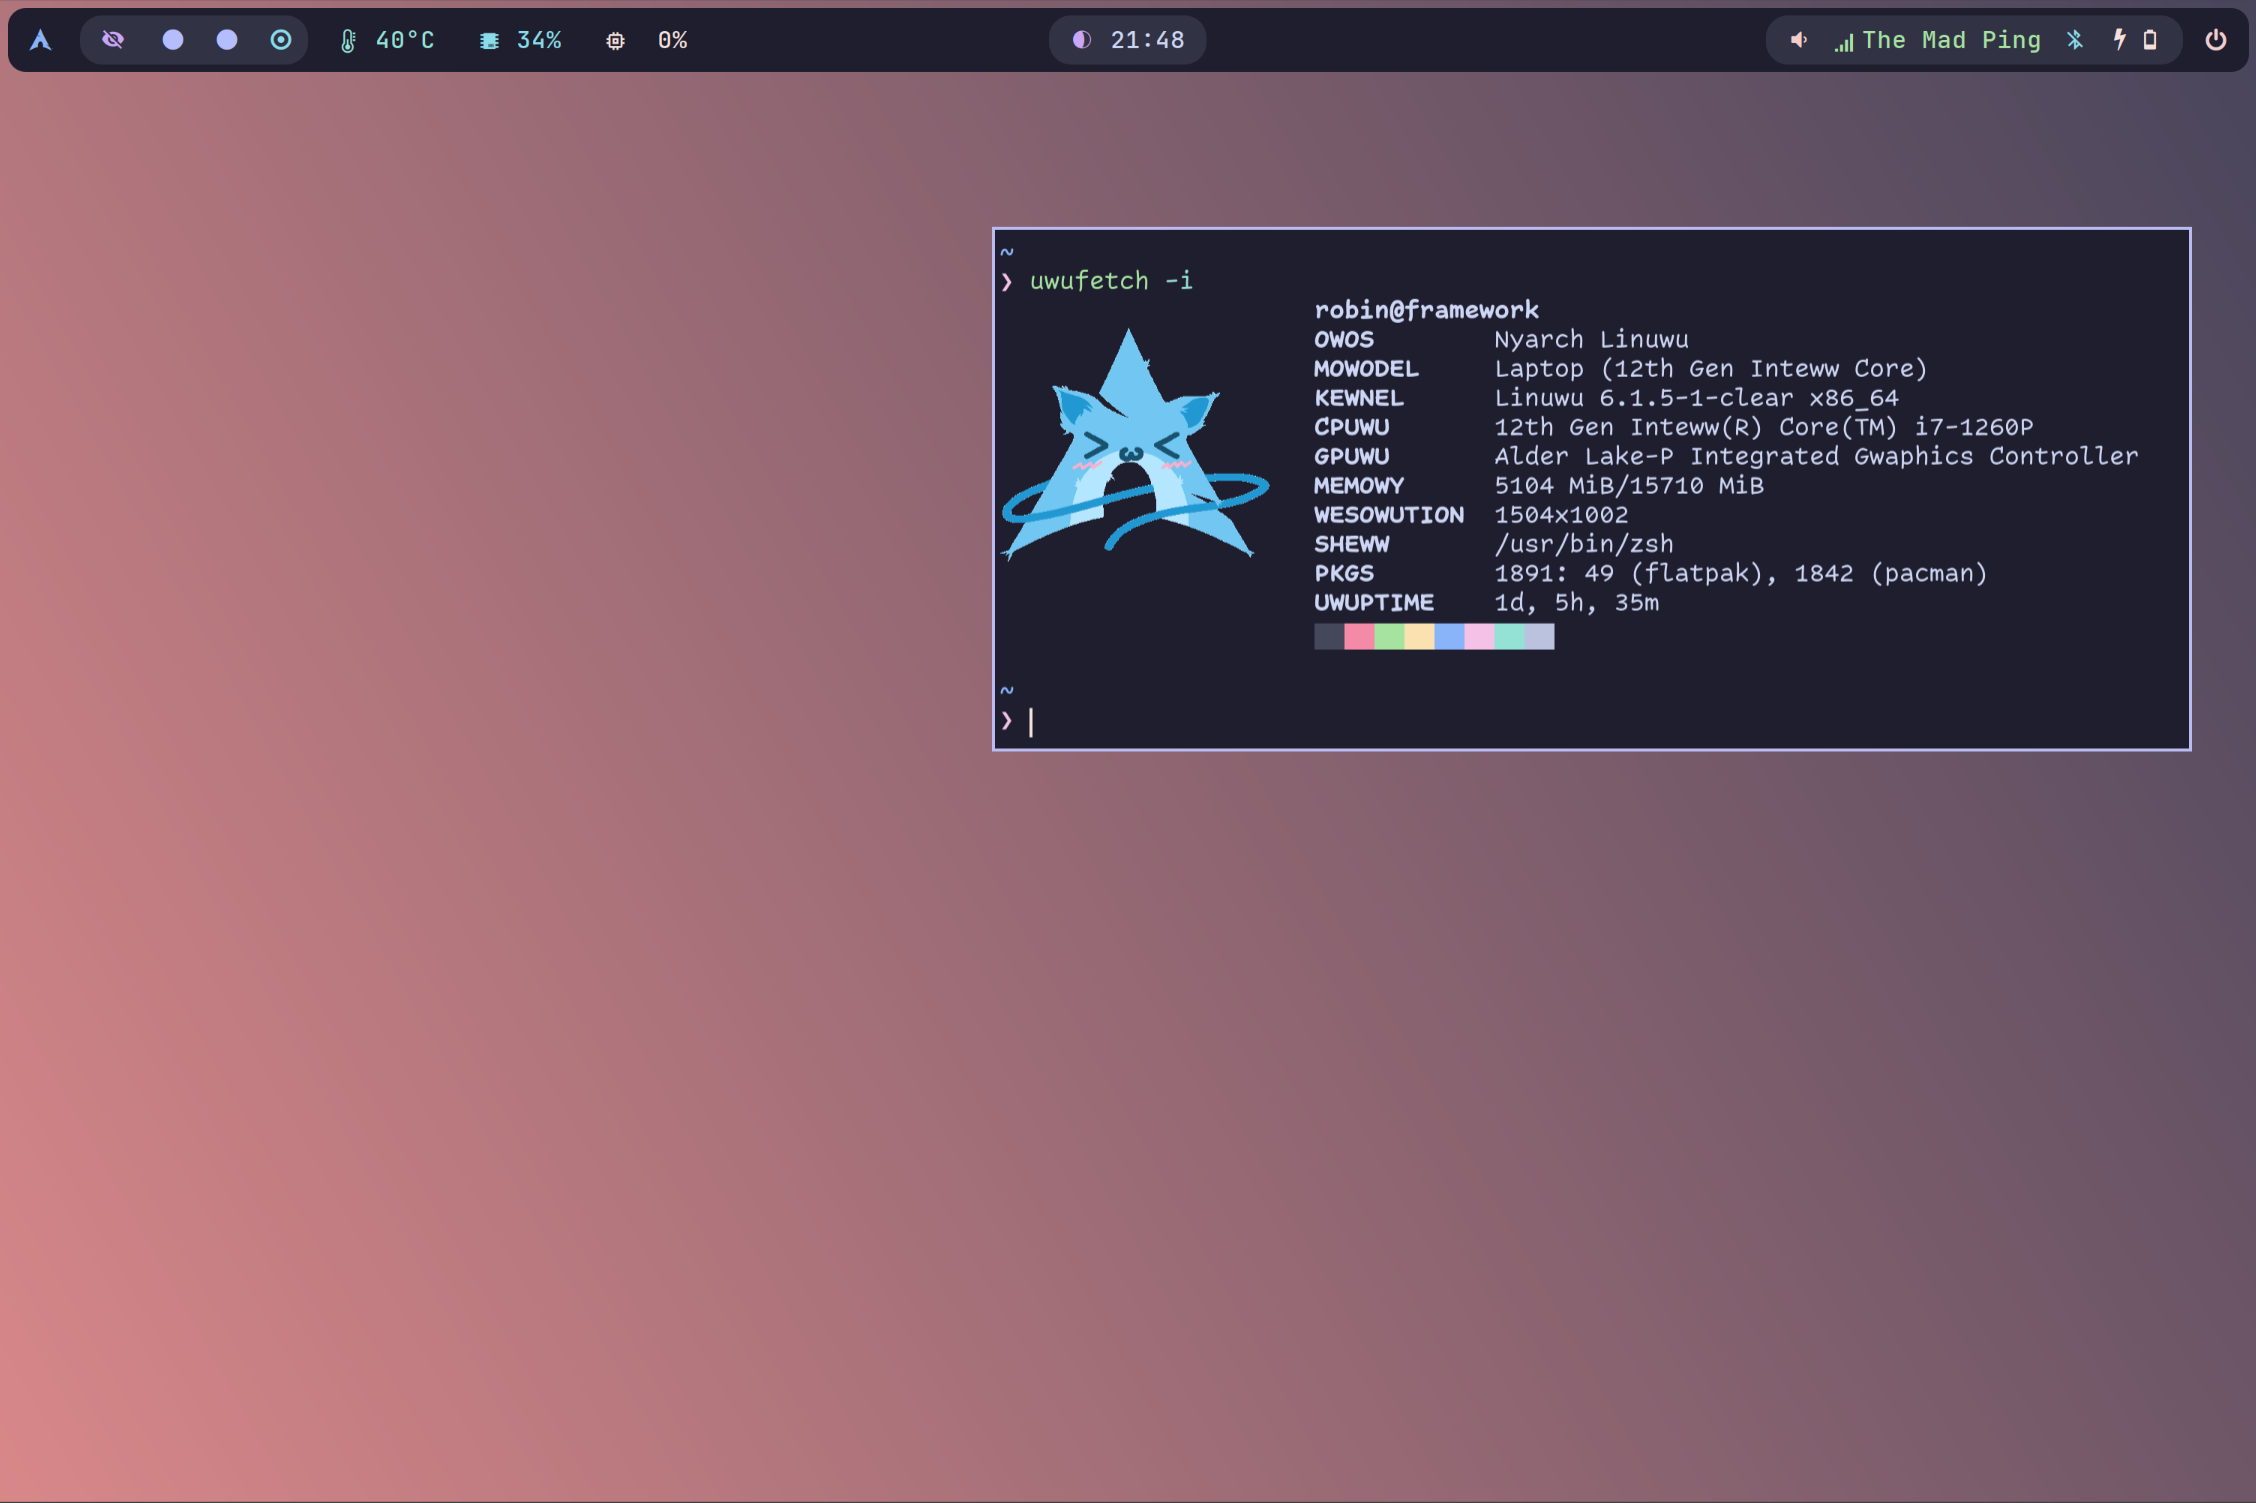 40°C 34% 0% 21:48 The Mad Ping
~
❯ uwufetch -i
robin@framework
OWOS Nyarch Linuwu
MOWODEL Laptop (12th Gen Inteww Core)
KEWNEL Linuwu 6.1.5-1-clear x86_64
CPUWU 12th Gen Inteww(R) Core(TM) i7-1260P
GPUWU Alder Lake-P Integrated Gwaphics Controller
MEMOWY 5104 MiB/15710 MiB
WESOWUTION 1504x1002
SHEWW /usr/bin/zsh
PKGS 1891: 49 (flatpak), 1842 (pacman)
UWUPTIME 1d, 5h, 35m
~
❯